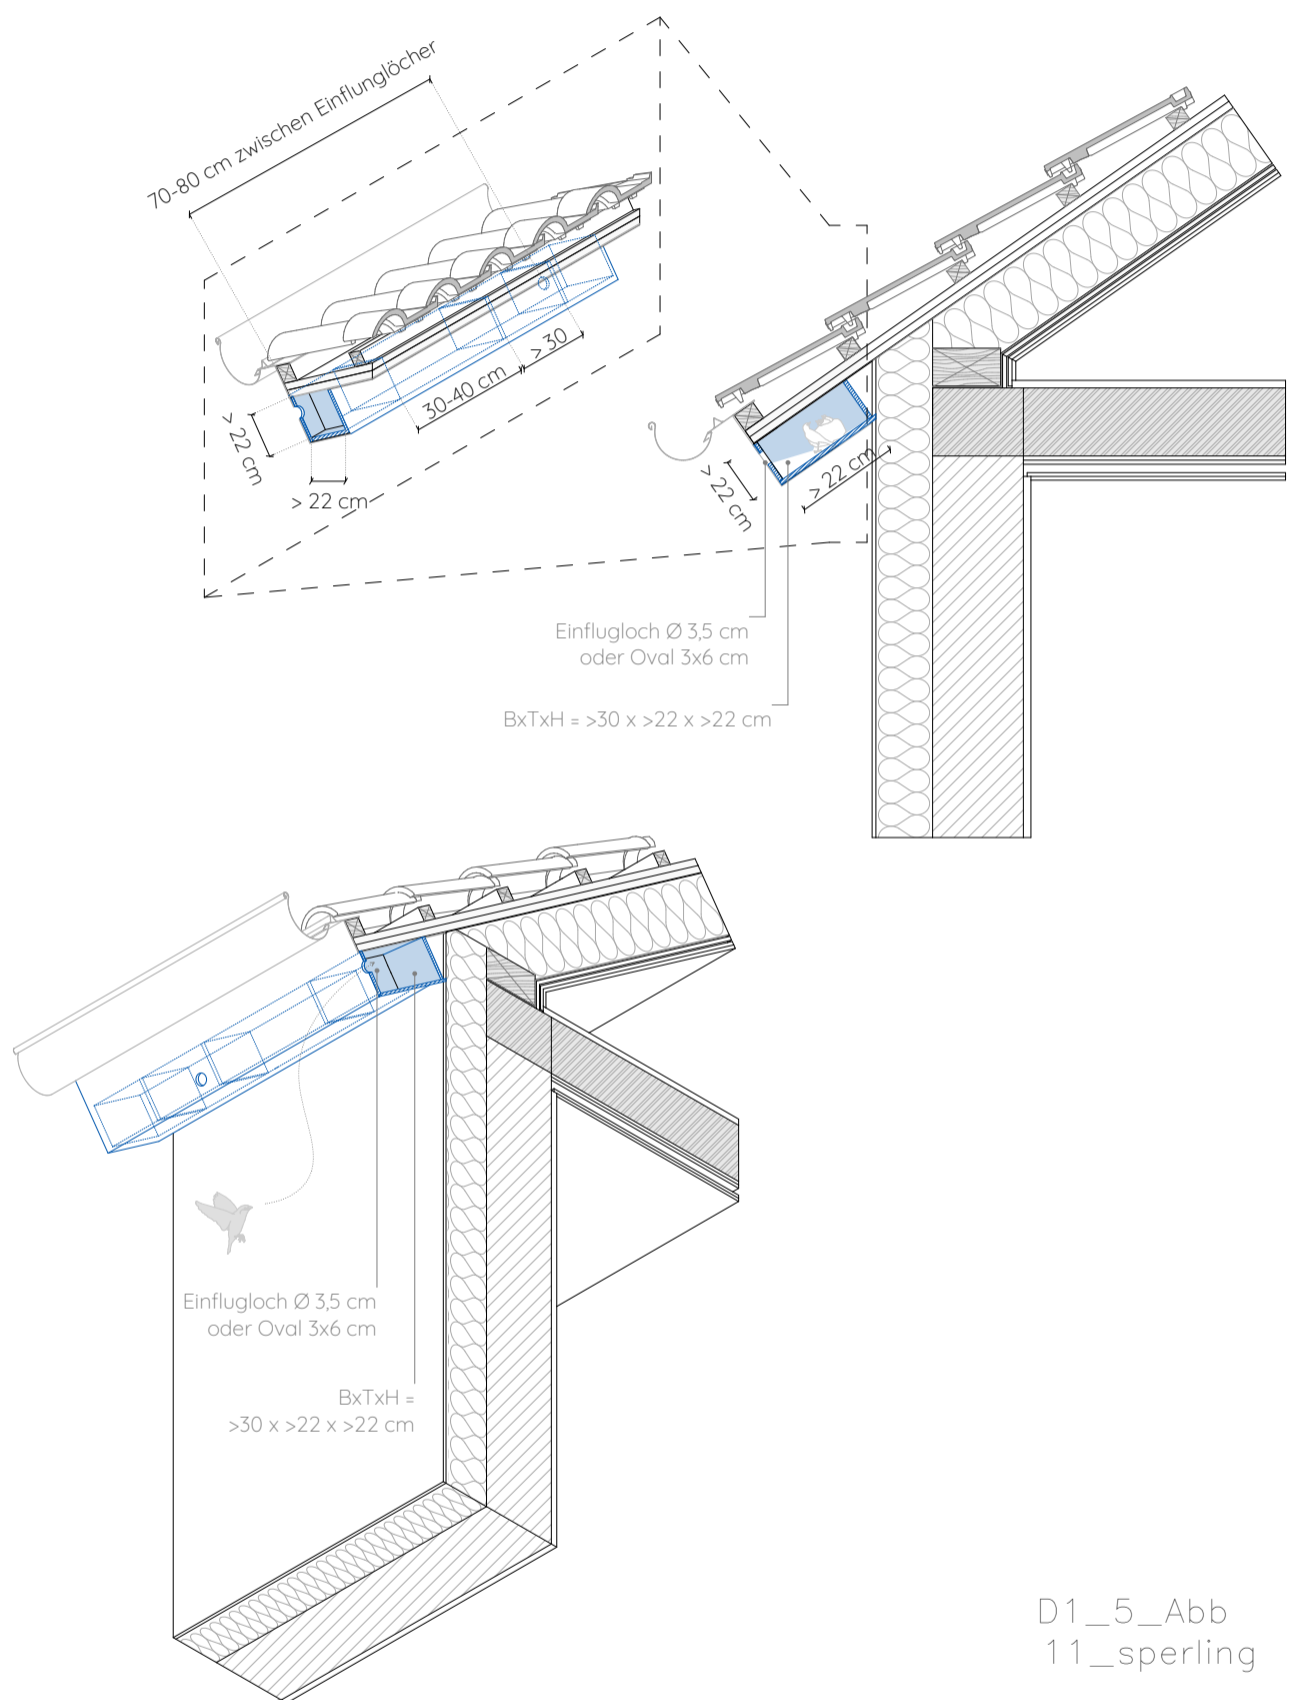 70-80 cm zwischen Einflunglöcher
> 30
30-40 cm
> 22 cm
> 22 cm
> 22 cm
> 22 cm
Einflugloch Ø 3,5 cm
oder Oval 3x6 cm
BxTxH = >30 x >22 x >22 cm
Einflugloch Ø 3,5 cm
oder Oval 3x6 cm
BxTxH =
>30 x >22 x >22 cm
D1_5_Abb
11_sperling